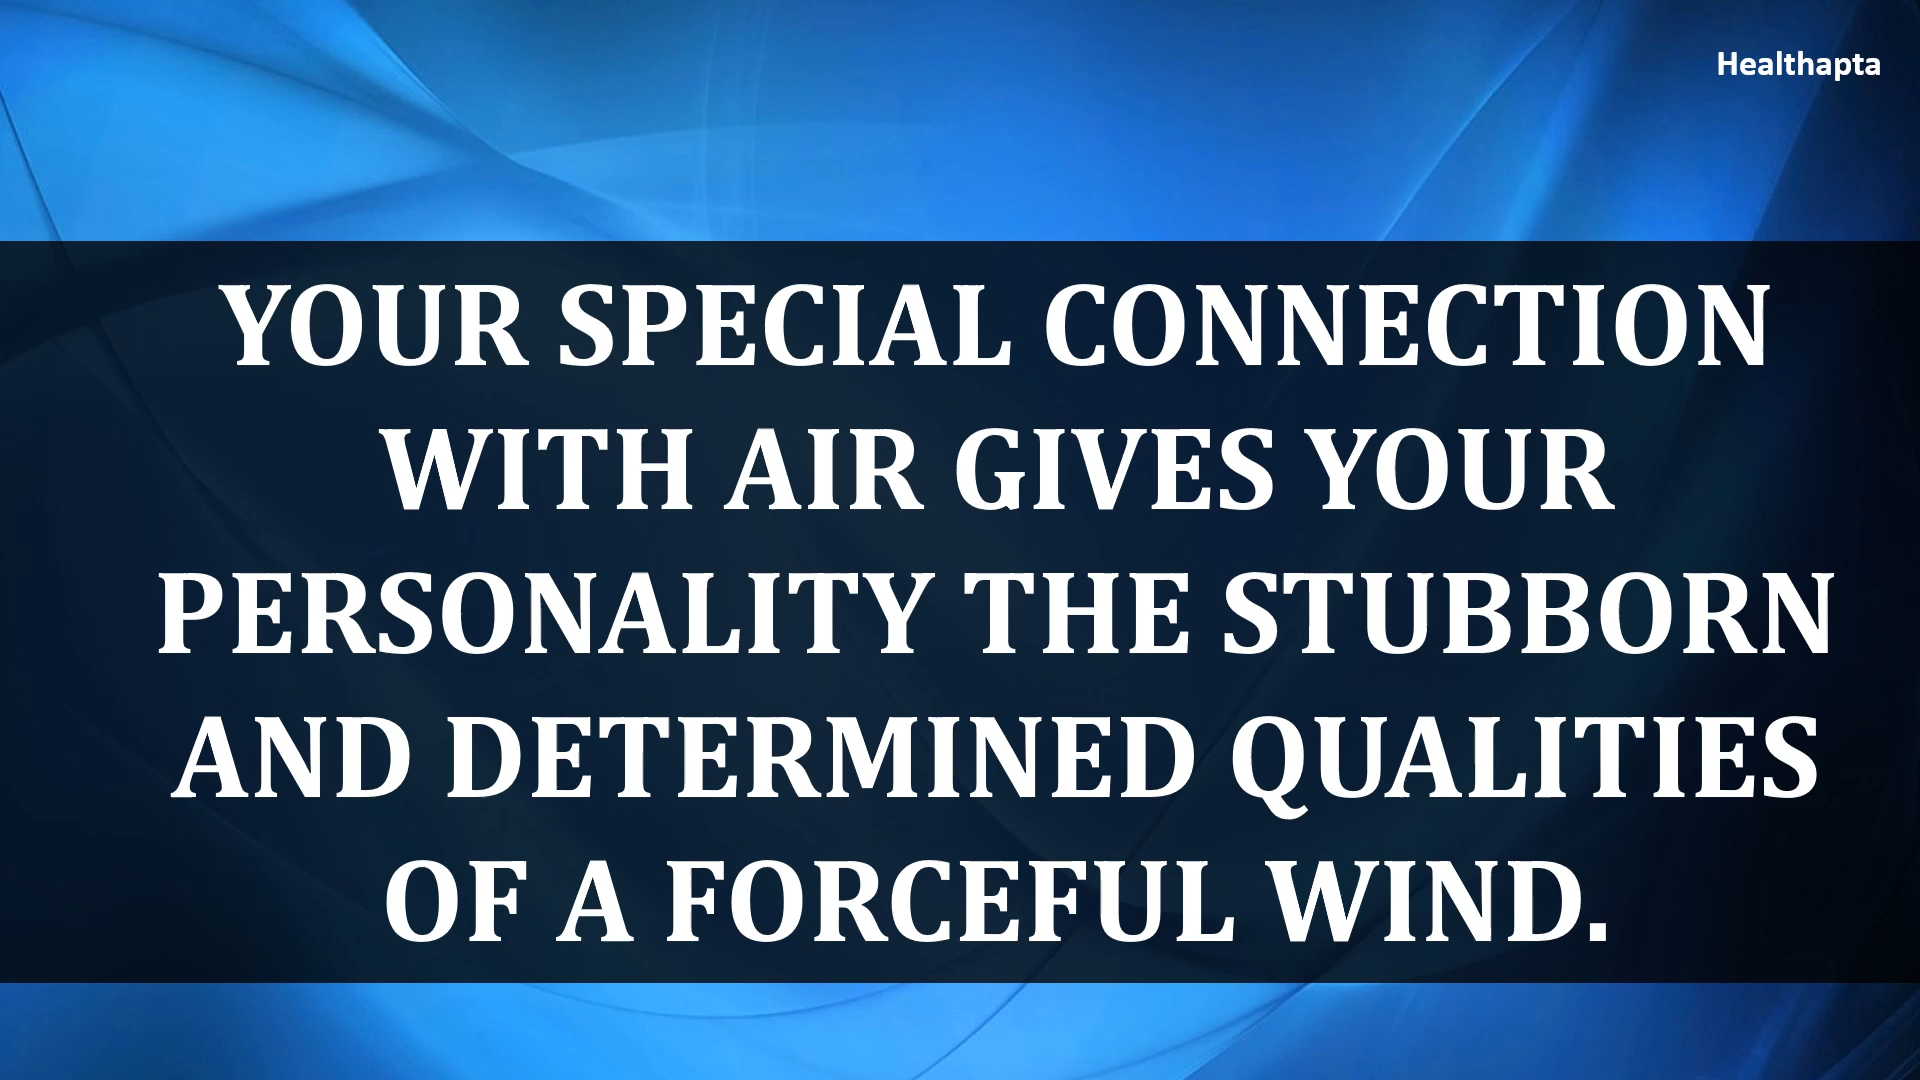 Healthapta
YOUR SPECIAL CONNECTION
WITH AIR GIVES YOUR
PERSONALITY THE STUBBORN
AND DETERMINED QUALITIES
OF A FORCEFUL WIND.